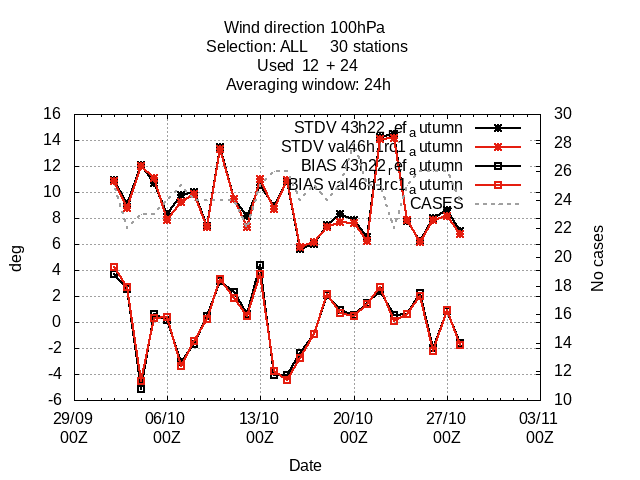 Wind direction 100hPa
Selection: ALL     30 stations
Used  12  + 24
Averaging window: 24h
16
14
12
10
8
6
4
2
0
-2
-4
-6
30
28
26
24
22
20
18
16
14
12
10
STDV 43h22_ref_autumn
STDV val46h1rc1_autumn
BIAS 43h22_ref_autumn
BIAS val46h1rc1_autumn
CASES
deg
No cases
29/09 06/10 13/10 20/10 27/10 03/11
00Z 00Z 00Z 00Z 00Z 00Z
Date